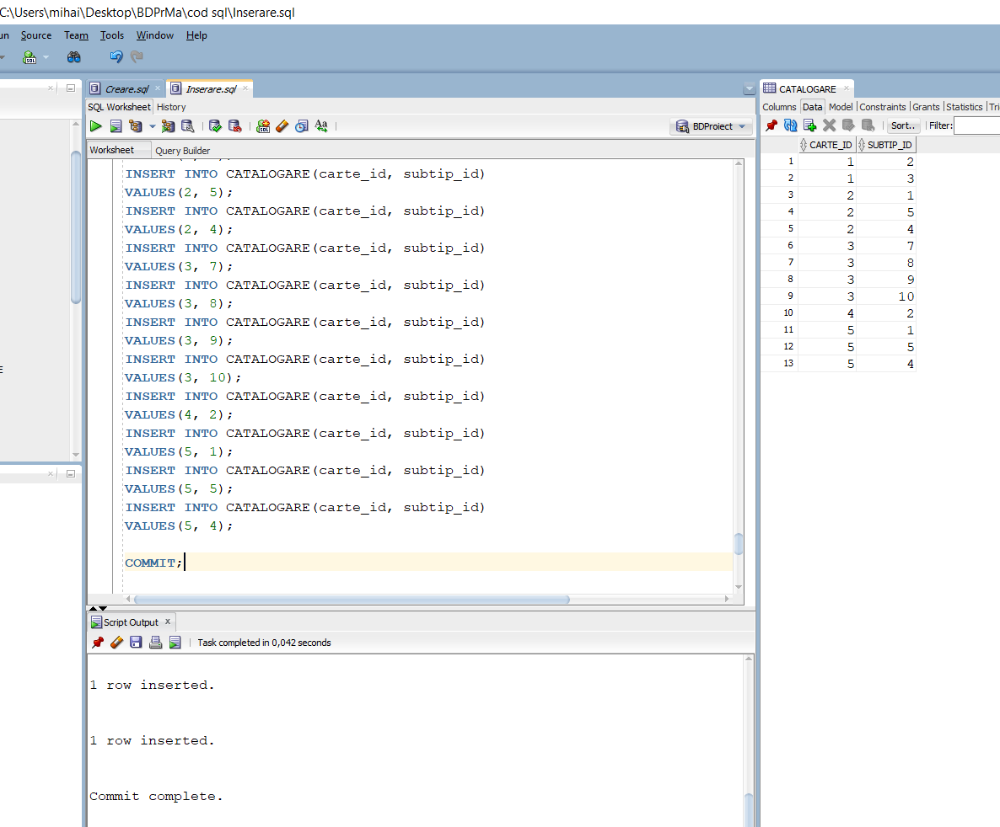 C:\Users\mihai\Desktop\BDPrMa\cod sql\Inserare.sql
un Source Team Tools Window Help
Creare.sql
Inserare.sql
SQL Worksheet History
BDProiect
Worksheet Query Builder
INSERT INTO CATALOGARE(carte_id, subtip_id)
VALUES(2, 5);
INSERT INTO CATALOGARE(carte_id, subtip_id)
VALUES(2, 4);
INSERT INTO CATALOGARE(carte_id, subtip_id)
VALUES(3, 7);
INSERT INTO CATALOGARE(carte_id, subtip_id)
VALUES(3, 8);
INSERT INTO CATALOGARE(carte_id, subtip_id)
VALUES(3, 9);
INSERT INTO CATALOGARE(carte_id, subtip_id)
VALUES(3, 10);
INSERT INTO CATALOGARE(carte_id, subtip_id)
VALUES(4, 2);
INSERT INTO CATALOGARE(carte_id, subtip_id)
VALUES(5, 1);
INSERT INTO CATALOGARE(carte_id, subtip_id)
VALUES(5, 5);
INSERT INTO CATALOGARE(carte_id, subtip_id)
VALUES(5, 4);
COMMIT;
Script Output x
Task completed in 0,042 seconds
1 row inserted.
1 row inserted.
Commit complete.
CATALOGARE
Columns Data Model Constraints Grants Statistics Tri
Sort.. Filter:
CARTE_ID SUBTIP_ID
1 1 2
2 1 3
3 2 1
4 2 5
5 2 4
6 3 7
7 3 8
8 3 9
9 3 10
10 4 2
11 5 1
12 5 5
13 5 4
E